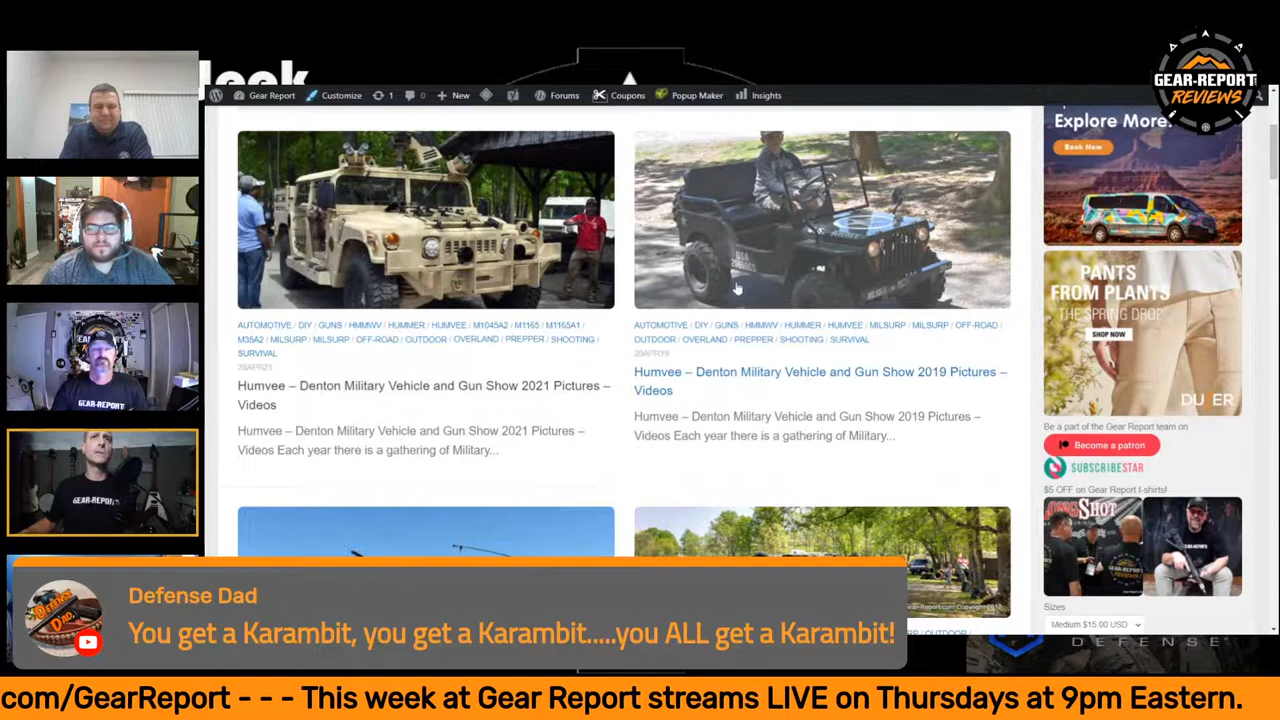 GEAR-REPORT
REVIEWS
Gear Report
Customize
1
0
New
Forums
Coupons
Popup Maker
Insights
Explore More.
Book Now
AUTOMOTIVE / DIY / GUNS / HMMWV / HUMMER / HUMVEE / M1045A2 / M1165 / M1165A1 /
M35A2 / MILSURP / MILSURP / OFF-ROAD / OUTDOOR / OVERLAND / PREPPER / SHOOTING /
SURVIVAL
28APR21
Humvee – Denton Military Vehicle and Gun Show 2021 Pictures –
Videos
Humvee – Denton Military Vehicle and Gun Show 2021 Pictures –
Videos Each year there is a gathering of Military...
AUTOMOTIVE / DIY / GUNS / HMMWV / HUMMER / HUMVEE / MILSURP / MILSURP / OFF-ROAD /
OUTDOOR / OVERLAND / PREPPER / SHOOTING / SURVIVAL
28APR19
Humvee – Denton Military Vehicle and Gun Show 2019 Pictures –
Videos
Humvee – Denton Military Vehicle and Gun Show 2019 Pictures –
Videos Each year there is a gathering of Military...
PANTS
FROM PLANTS
THE SPRING DROP
SHOP NOW
DUER
Be a part of the Gear Report team on
Become a patron
SUBSCRIBESTAR
$5 OFF on Gear Report t-shirts!
Sizes
Medium $15.00 USD
DEFENSE
GEAR-REPORT
GEAR-REPORT
Defense Dad
You get a Karambit, you get a Karambit.....you ALL get a Karambit!
com/GearReport - - - This week at Gear Report streams LIVE on Thursdays at 9pm Eastern.